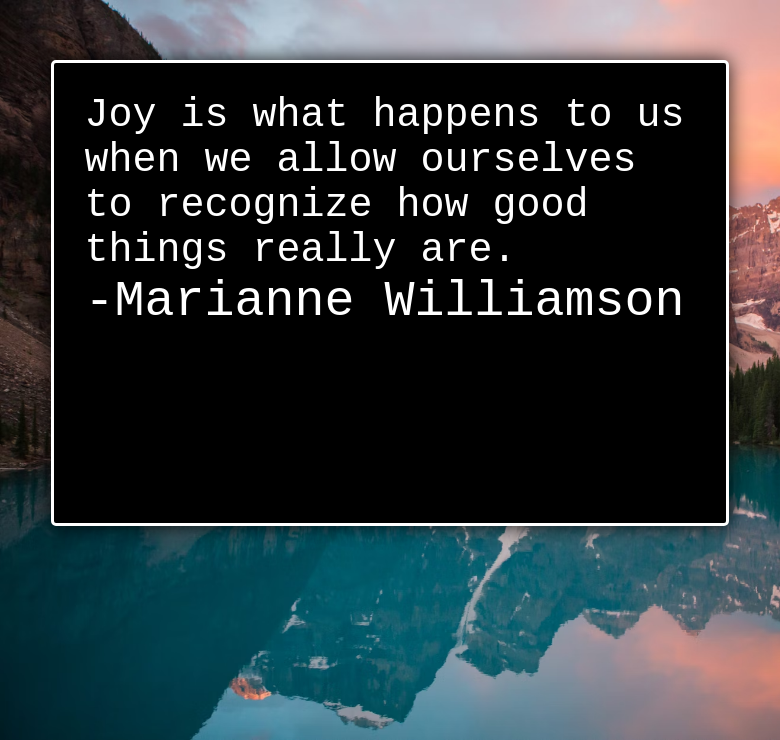 Joy is what happens to us
when we allow ourselves
to recognize how good
things really are.
-Marianne Williamson